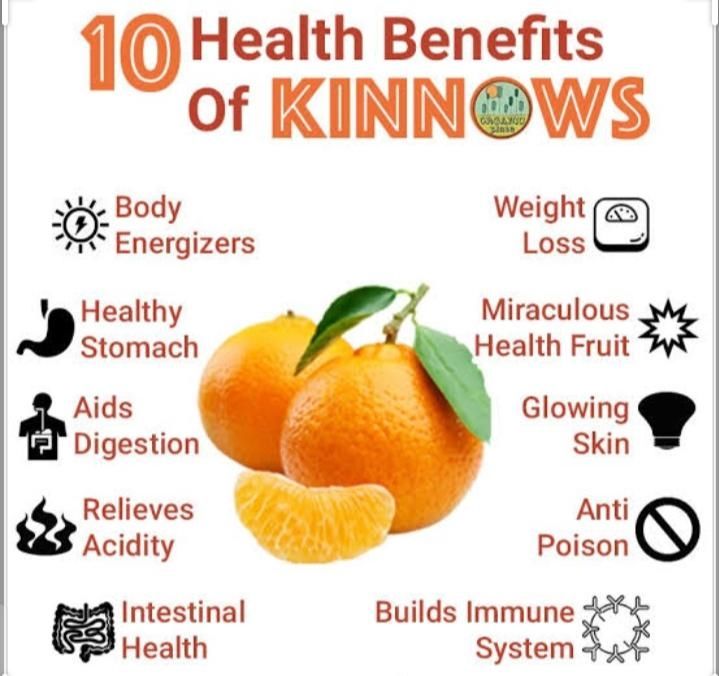 10 Health Benefits
Of KINNOWS
Body
Energizers
Healthy
Stomach
Aids
Digestion
Relieves
Acidity
Intestinal
Health
Weight
Loss
Miraculous
Health Fruit
Glowing
Skin
Anti
Poison
Builds Immune
System